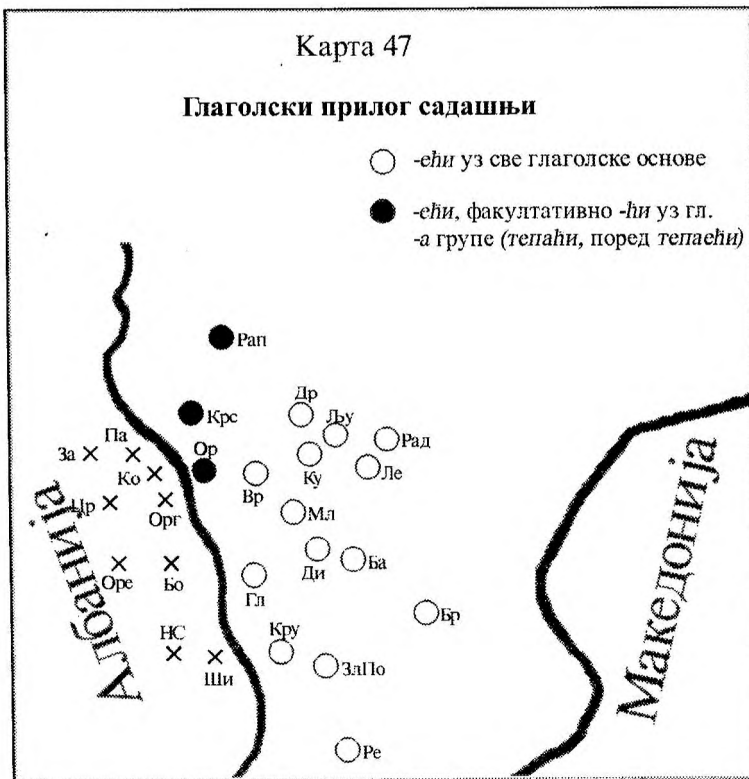 Карта 47
Глаголски прилог садашњи
-ећи уз све глаголске основе
-ећи, факултативно -ћи уз гл.
-а групе (тепаћи, поред тепаећи)
Рап
Др
Крс
Љу
Рад
Па
Ор
За
Ко
Вр
Ку
Ле
Цр
Орг
Мл
Ди
Ба
Оре
Бо
Гл
Бр
НС
Кру
Ши
ЗлПо
Ре
Албанија
Македонија